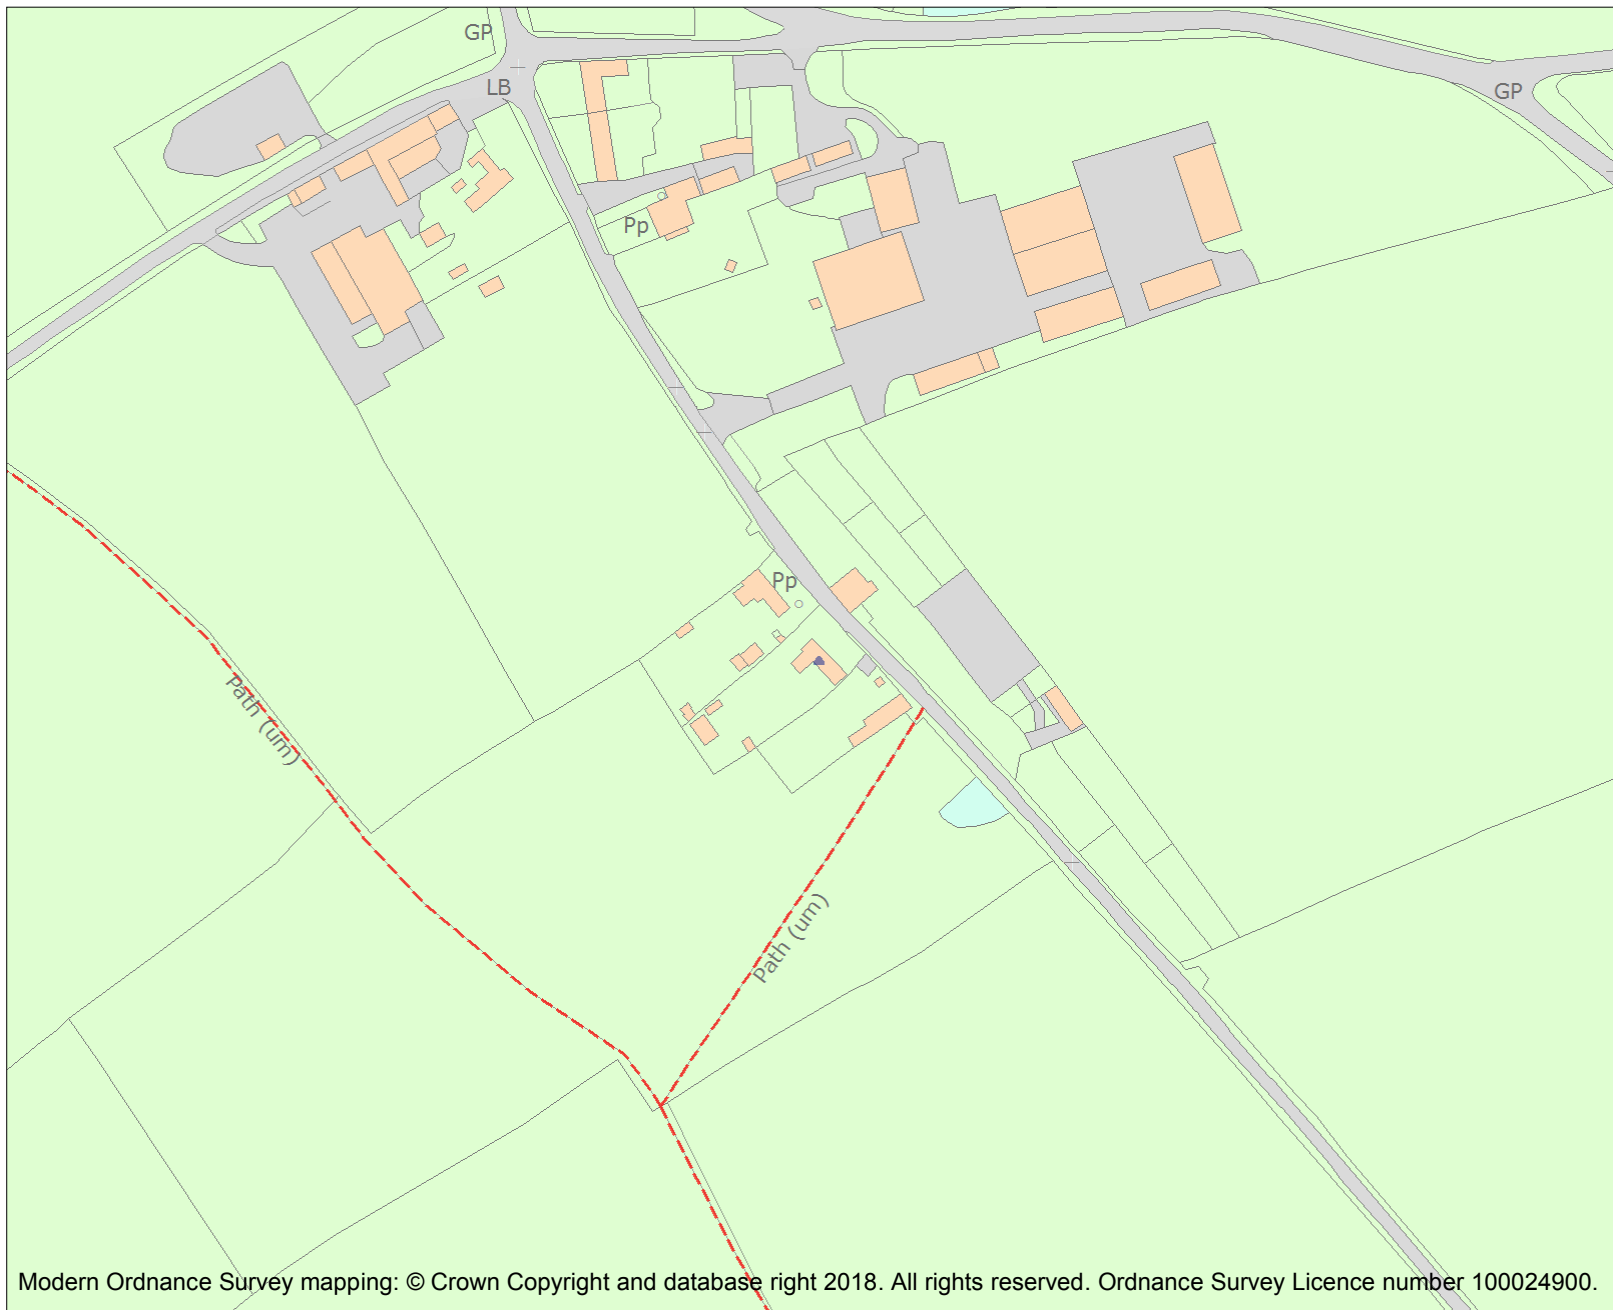 GP
LB
GP
Pp
Pp
Path (um)
Path (um)
Modern Ordnance Survey mapping: © Crown Copyright and database right 2018. All rights reserved. Ordnance Survey Licence number 100024900.